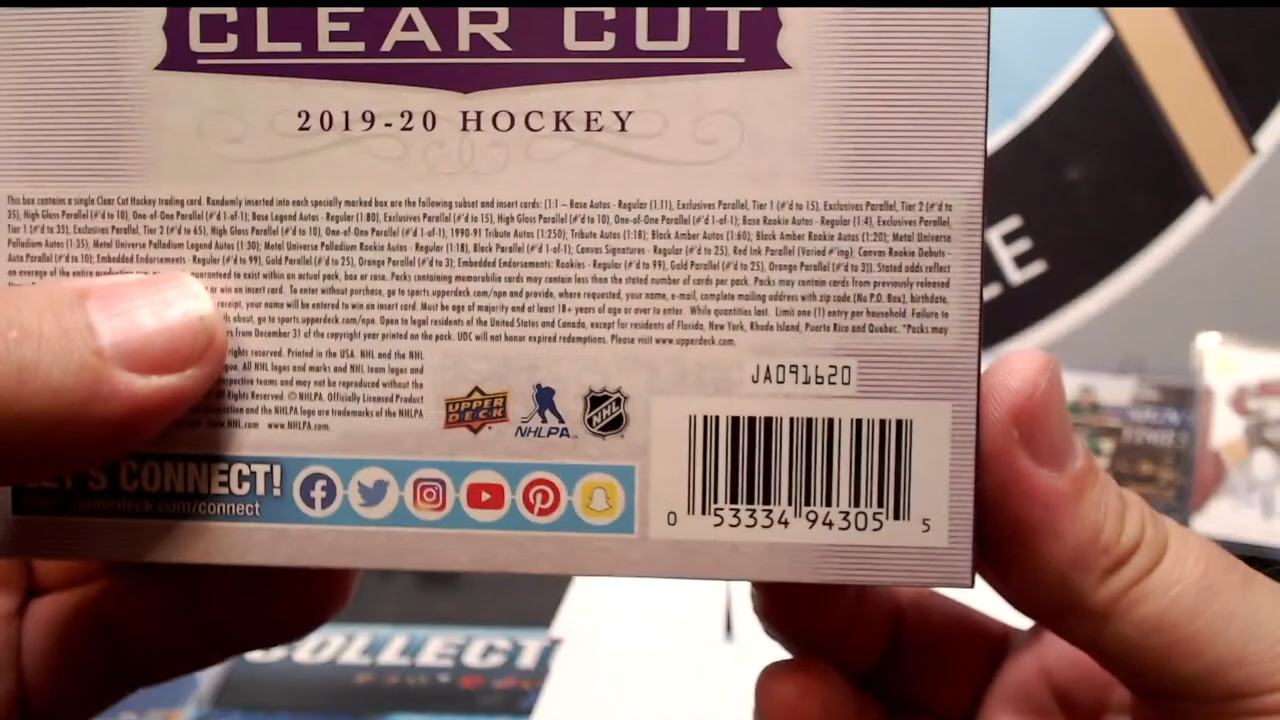 CLEAR CUT
2019-20 HOCKEY
This box contains a single Clear Cut Hockey trading card. Randomly inserted into each specially marked box are the following subset and insert cards: (1:1 – Base Autos - Regular (1:11), Exclusives Parallel, Tier 1 (#'d to 15), Exclusives Parallel, Tier 2 (#'d to
35), High Gloss Parallel (#'d to 10), One-of-One Parallel (#'d 1-of-1); Base Legend Autos - Regular (1:80), Exclusives Parallel (#'d to 15), High Gloss Parallel (#'d to 10), One-of-One Parallel (#'d 1-of-1); Base Rookie Autos - Regular (1:4), Exclusives Parallel,
Tier 1 (#'d to 35), Exclusives Parallel, Tier 2 (#'d to 65), High Gloss Parallel (#'d to 10), One-of-One Parallel (#'d 1-of-1), 1990-91 Tribute Autos (1:250); Tribute Autos (1:18); Black Amber Autos (1:60); Black Amber Rookie Autos (1:20); Metal Universe
Palladium Autos (1:35), Metal Universe Palladium Legend Autos (1:30); Metal Universe Palladium Rookie Autos - Regular (1:18), Black Parallel (#'d 1-of-1); Canvas Signatures - Regular (#'d to 25), Red Ink Parallel (Varied #'ing), Canvas Rookie Debuts -
Auto Parallel (#'d to 10); Embedded Endorsements - Regular (#'d to 99), Gold Parallel (#'d to 25), Orange Parallel (#'d to 3); Embedded Endorsements: Rookies - Regular (#'d to 99), Gold Parallel (#'d to 25), Orange Parallel (#'d to 3)). Stated odds reflect
an average of the entire production guaranteed to exist within an actual pack, box or case. Packs containing memorabilia cards may contain less than the stated number of cards per pack. Packs may contain cards from previously released
or win an insert card. To enter without purchase, go to sports.upperdeck.com/npn and provide, where requested, your name, e-mail, complete mailing address with zip code (No P.O. Box), birthdate,
receipt, your name will be entered to win an insert card. Must be age of majority and at least 18+ years of age or over to enter. While quantities last. Limit one (1) entry per household. Failure to
about, go to sports.upperdeck.com/npn. Open to legal residents of the United States and Canada, except for residents of Florida, New York, Rhode Island, Puerto Rico and Quebec. *Packs may
from December 31 of the copyright year printed on the pack. UDC will not honor expired redemptions. Please visit www.upperdeck.com.
rights reserved. Printed in the USA. NHL and the NHL
All NHL logos and marks and NHL team logos and
respective teams and may not be reproduced without the
All Rights Reserved. © NHLPA. Officially Licensed Product
and the NHLPA logo are trademarks of the NHLPA
www.NHLPA.com.
JA091620
UPPER DECK
NHLPA
NHL
LET'S CONNECT!
/connect
0 53334 94305 5
LE
COLLECT